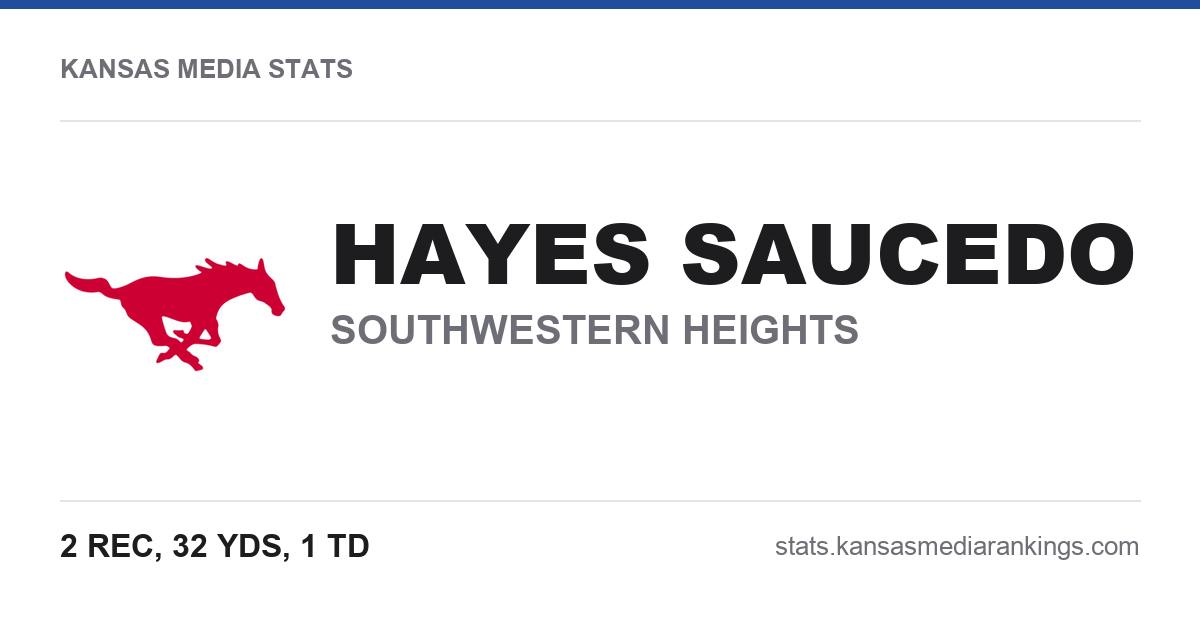 KANSAS MEDIA STATS
HAYES SAUCEDO
SOUTHWESTERN HEIGHTS
2 REC, 32 YDS, 1 TD
stats.kansasmediarankings.com